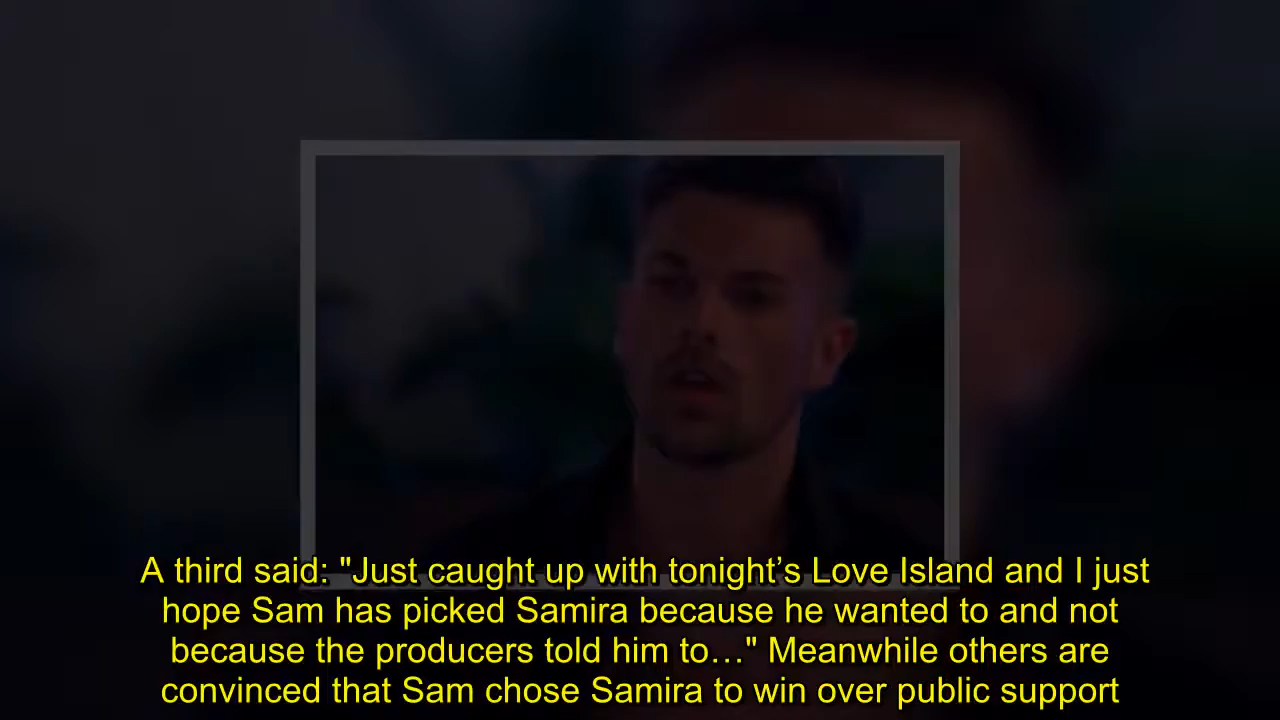 A third said: "Just caught up with tonight’s Love Island and I just
hope Sam has picked Samira because he wanted to and not
because the producers told him to…" Meanwhile others are
convinced that Sam chose Samira to win over public support